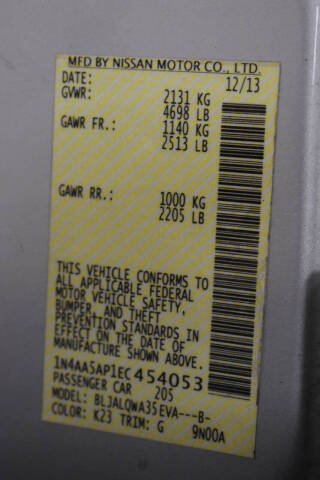 MFD BY NISSAN MOTOR CO., LTD.
DATE: 12/13
GVWR: 2131 KG
4698 LB
GAWR FR.: 1140 KG
2513 LB
GAWR RR.: 1000 KG
2205 LB
THIS VEHICLE CONFORMS TO
ALL APPLICABLE FEDERAL
MOTOR VEHICLE SAFETY,
BUMPER, AND THEFT
PREVENTION STANDARDS IN
EFFECT ON THE DATE OF
MANUFACTURE SHOWN ABOVE.
1N4AA5AP1EC454053
PASSENGER CAR 205
MODEL: BLJALQWA35EVA---B-
COLOR: K23 TRIM: G 9N00A